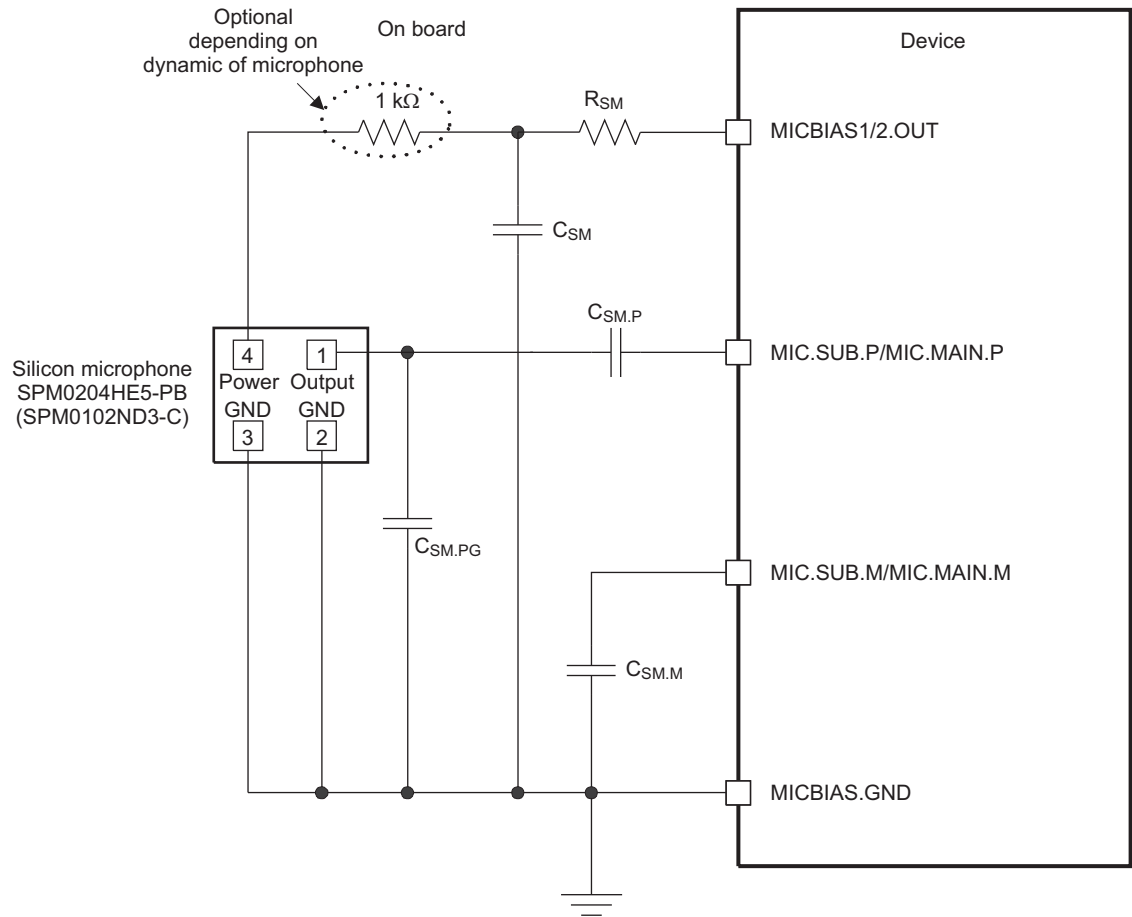 Optional
depending on
dynamic of microphone
On board
Device
1 kΩ
RSM
MICBIAS1/2.OUT
CSM
CSM.P
MIC.SUB.P/MIC.MAIN.P
Silicon microphone
SPM0204HE5-PB
(SPM0102ND3-C)
4 1
Power Output
GND GND
3 2
CSM.PG
MIC.SUB.M/MIC.MAIN.M
CSM.M
MICBIAS.GND